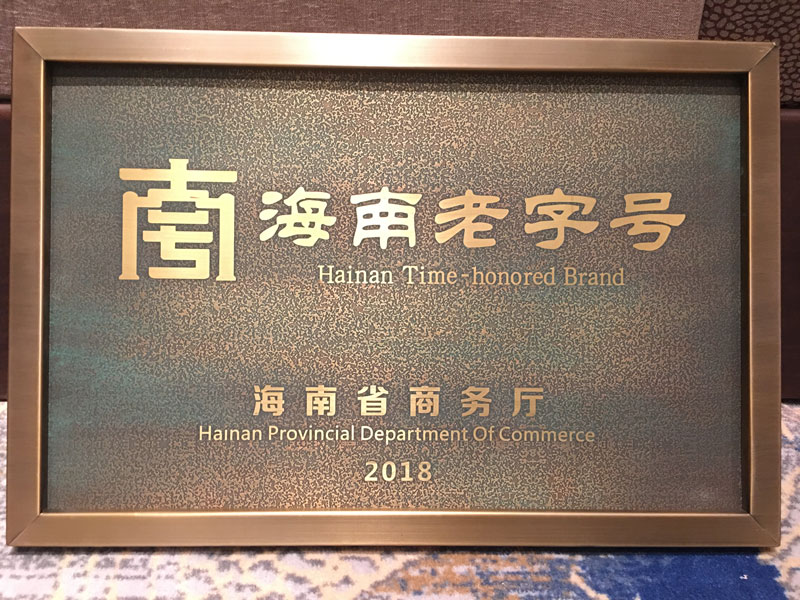 海南老字号
Hainan Time-honored Brand
海南省商务厅
Hainan Provincial Department Of Commerce
2018